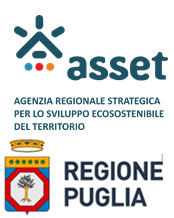 asset
AGENZIA REGIONALE STRATEGICA
PER LO SVILUPPO ECOSOSTENIBILE
DEL TERRITORIO
REGIONE
PUGLIA